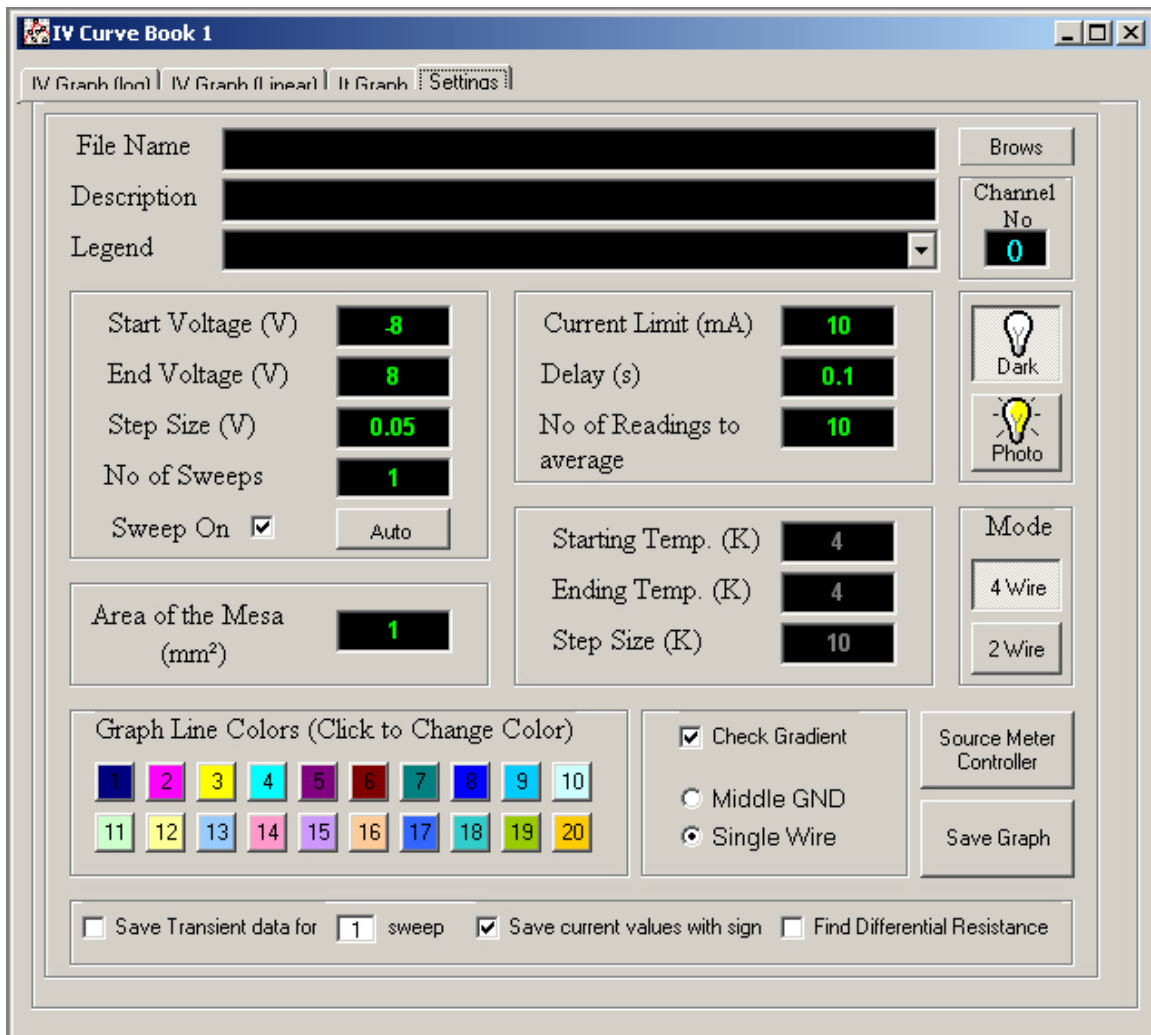 IV Curve Book 1
IV Graph (log) IV Graph (Linear) It Graph Settings
File Name
Brows
Description
Channel
No
0
Legend
Start Voltage (V) -8
End Voltage (V) 8
Step Size (V) 0.05
No of Sweeps 1
Sweep On Auto
Current Limit (mA) 10
Delay (s) 0.1
No of Readings to 10
average
Dark
Photo
Area of the Mesa 1
(mm²)
Starting Temp. (K) 4
Ending Temp. (K) 4
Step Size (K) 10
Mode
4 Wire
2 Wire
Graph Line Colors (Click to Change Color)
1 2 3 4 5 6 7 8 9 10
11 12 13 14 15 16 17 18 19 20
Check Gradient
Middle GND
Single Wire
Source Meter
Controller
Save Graph
Save Transient data for 1 sweep Save current values with sign Find Differential Resistance